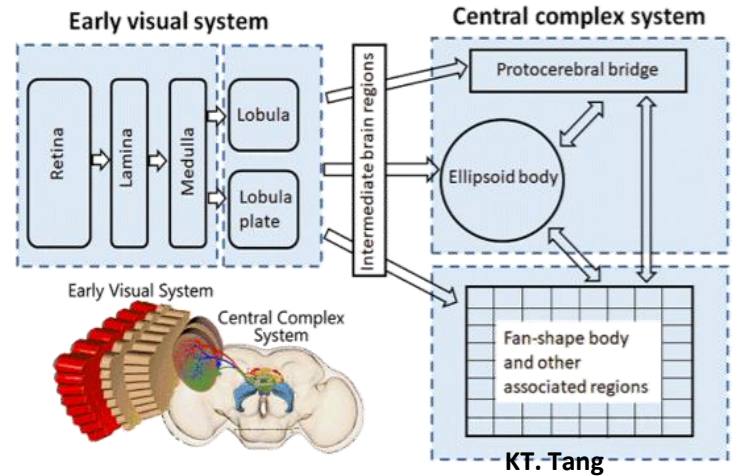 Early visual system
Central complex system
Retina
Lamina
Medulla
Lobula
Lobula
plate
Intermediate brain regions
Protocerebral bridge
Ellipsoid body
Fan-shape body
and other
associated regions
Early Visual System
Central Complex
System
KT. Tang